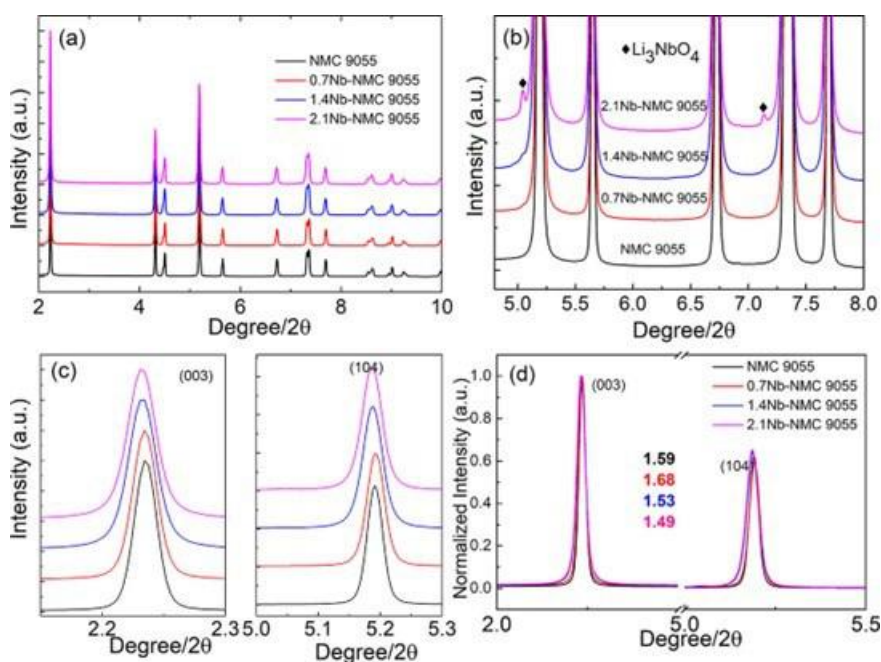 (a)
NMC 9055
0.7Nb-NMC 9055
1.4Nb-NMC 9055
2.1Nb-NMC 9055
Intensity (a.u.)
2 4 6 8 10
Degree/2θ
(b)
◆Li₃NbO₄
2.1Nb-NMC 9055
1.4Nb-NMC 9055
0.7Nb-NMC 9055
NMC 9055
Intensity (a.u.)
5.0 5.5 6.0 6.5 7.0 7.5 8.0
Degree/2θ
(c)
(003)
(104)
Intensity (a.u.)
2.2 2.3
5.0 5.1 5.2 5.3
Degree/2θ
Degree/2θ
(d)
NMC 9055
0.7Nb-NMC 9055
1.4Nb-NMC 9055
2.1Nb-NMC 9055
(003)
(104
1.59
1.68
1.53
1.49
Normalized Intensity (a.u.)
1.0
0.8
0.6
0.4
0.2
0.0
2.0 5.0 5.5
Degree/2θ